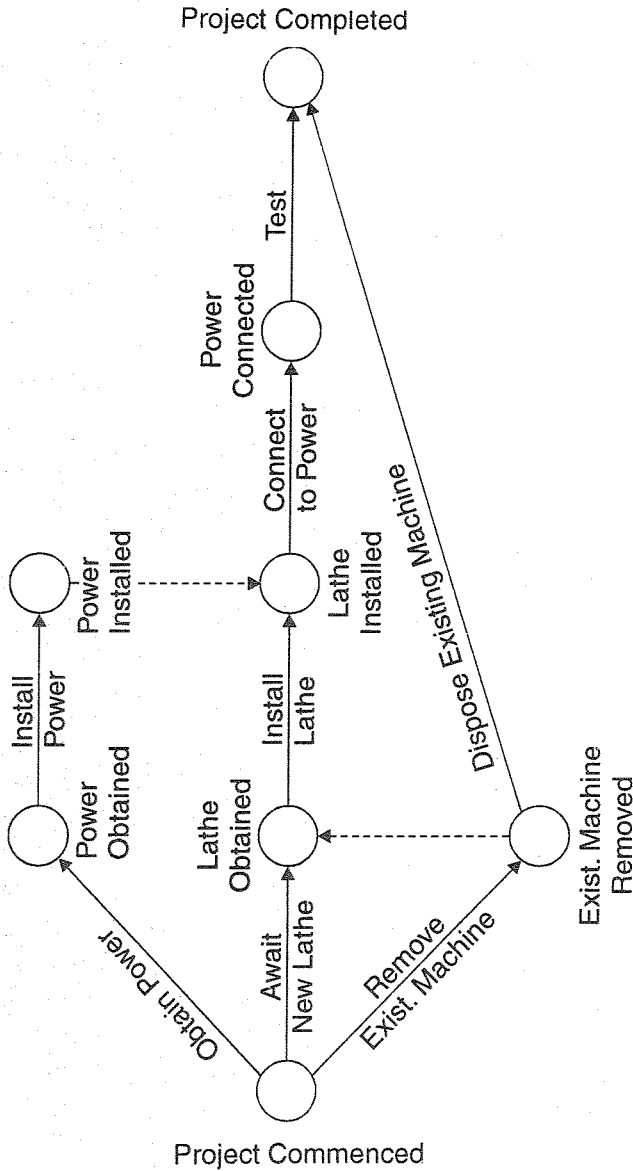 Project Completed
Test
Power
Connected
Connect
to Power
Install
Power
Power
Installed
Lathe
Installed
Dispose Existing Machine
Install
Lathe
Power
Obtained
Lathe
Obtained
Exist. Machine
Removed
Obtain Power
Await
New Lathe
Remove
Exist. Machine
Project Commenced